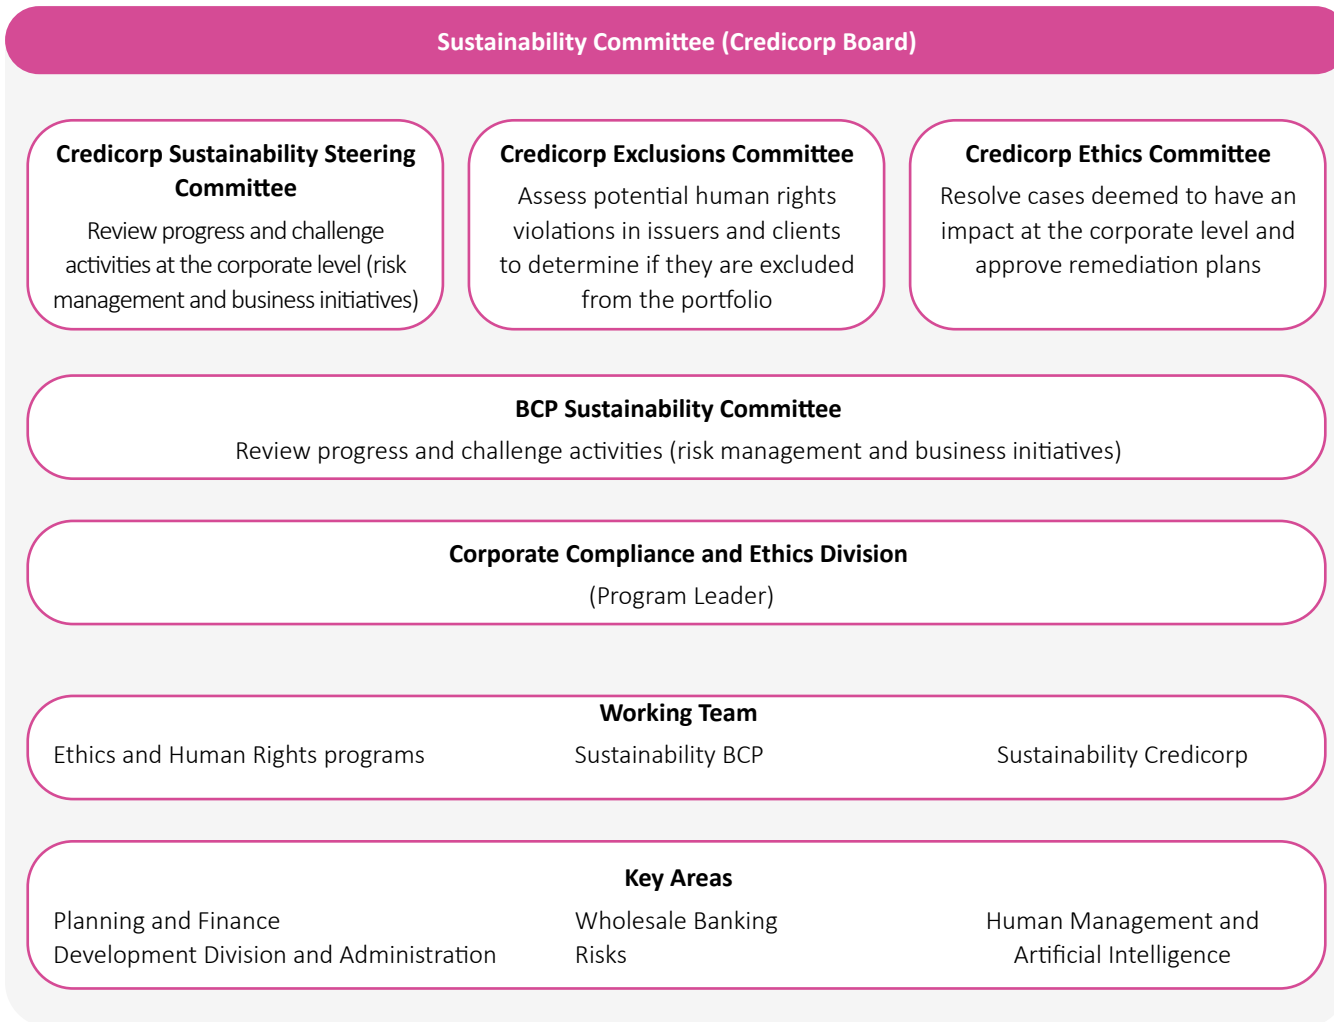 Sustainability Committee (Credicorp Board)
Credicorp Sustainability Steering
Committee
Review progress and challenge
activities at the corporate level (risk
management and business initiatives)
Credicorp Exclusions Committee
Assess potential human rights
violations in issuers and clients
to determine if they are excluded
from the portfolio
Credicorp Ethics Committee
Resolve cases deemed to have an
impact at the corporate level and
approve remediation plans
BCP Sustainability Committee
Review progress and challenge activities (risk management and business initiatives)
Corporate Compliance and Ethics Division
(Program Leader)
Working Team
Ethics and Human Rights programs
Sustainability BCP
Sustainability Credicorp
Key Areas
Planning and Finance
Development Division and Administration
Wholesale Banking
Risks
Human Management and
Artificial Intelligence